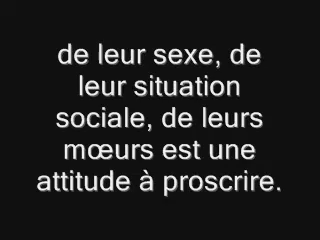 de leur sexe, de
leur situation
sociale, de leurs
mœurs est une
attitude à proscrire.